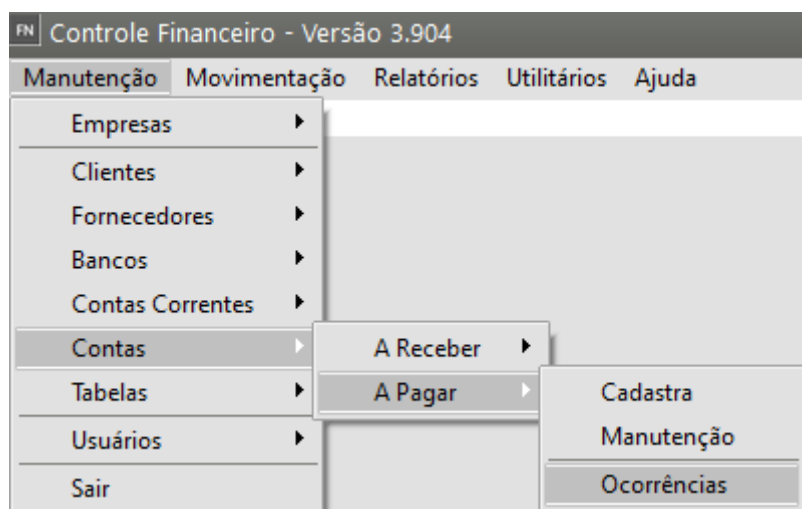 FN Controle Financeiro - Versão 3.904
Manutenção Movimentação Relatórios Utilitários Ajuda
Empresas
Clientes
Fornecedores
Bancos
Contas Correntes
Contas
Tabelas
Usuários
Sair
A Receber
A Pagar
Cadastra
Manutenção
Ocorrências